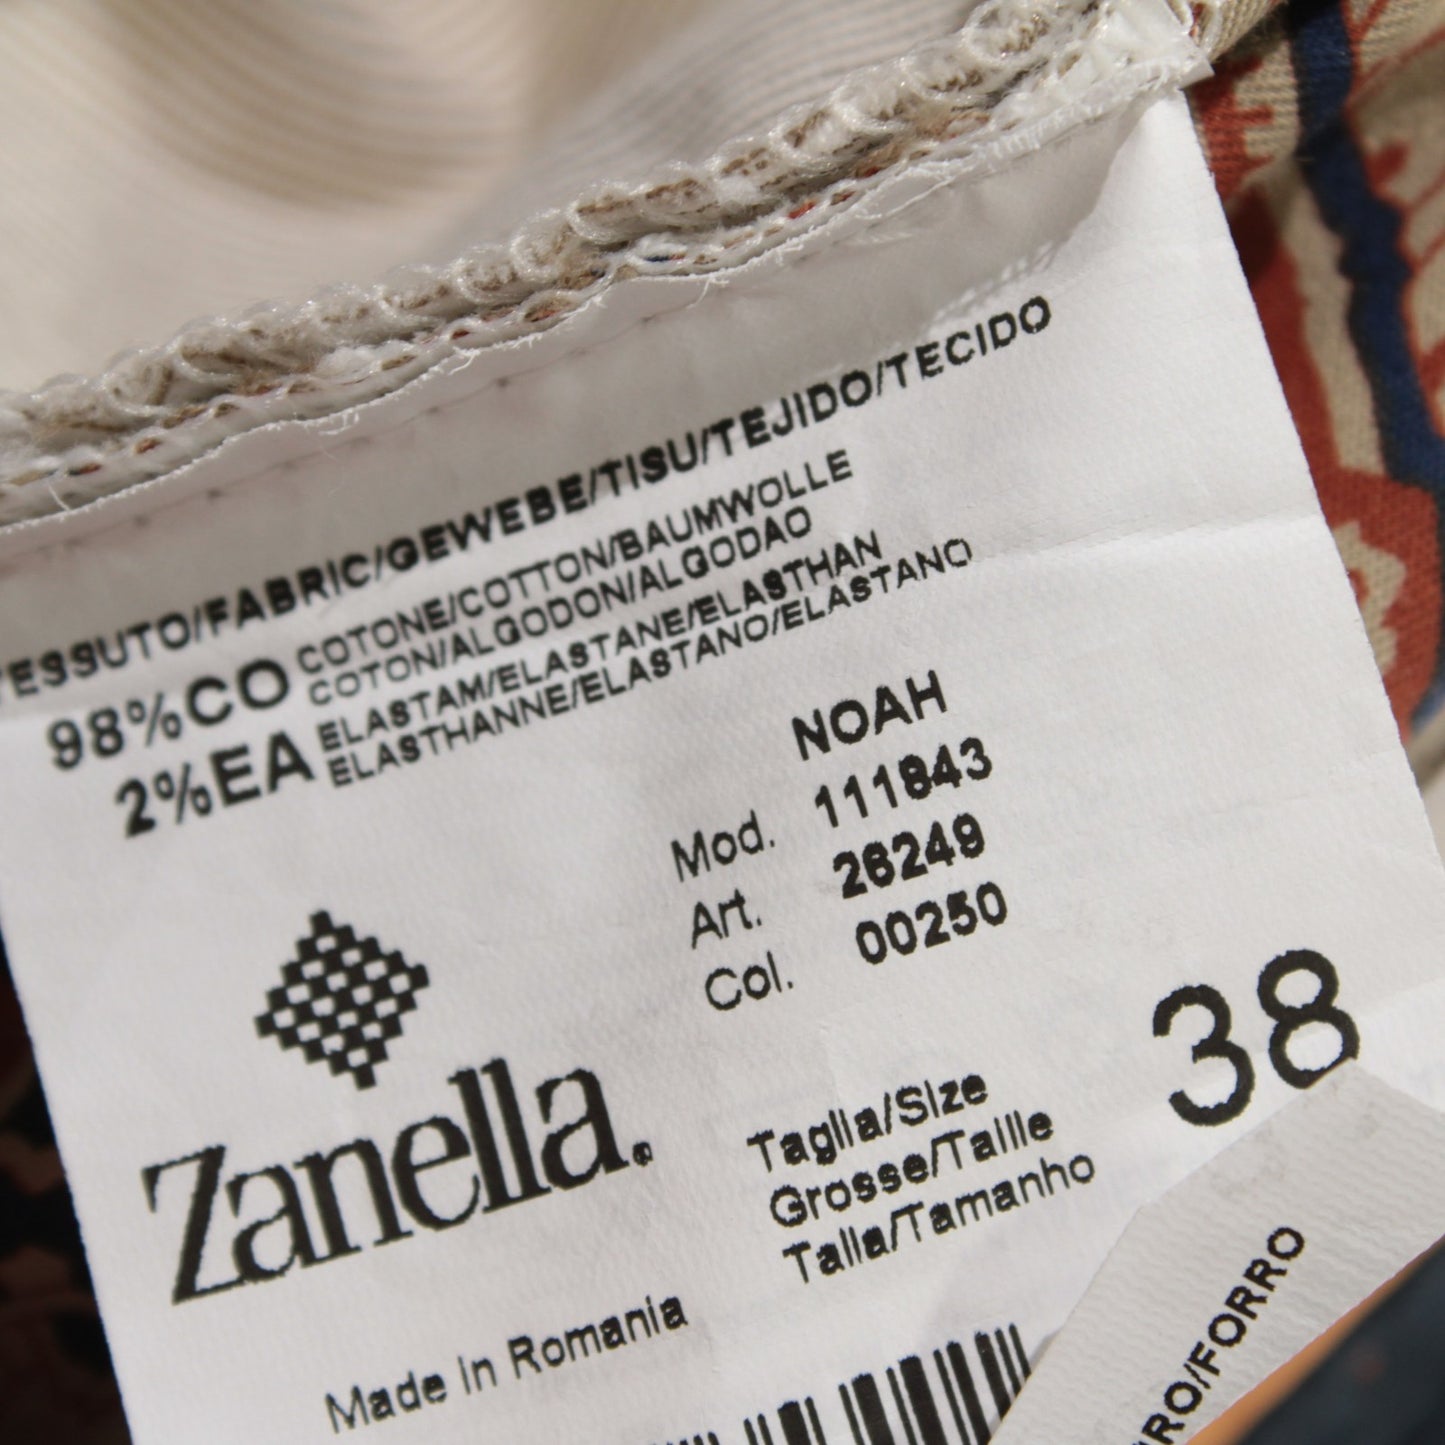 TESSUTO/FABRIC/GEWEBE/TISU/TEJIDO/TECIDO
98%CO COTONE/COTTON/BAUMWOLLE
COTON/ALGODON/ALGODAO
2%EA ELASTAM/ELASTANE/ELASTHAN
ELASTHANNE/ELASTANO/ELASTANO
NOAH
Mod. 111843
Art. 26249
Col. 00250
38
Zanella.
Taglia/Size
Grosse/Taille
Talla/Tamanho
Made in Romania
/FORRO